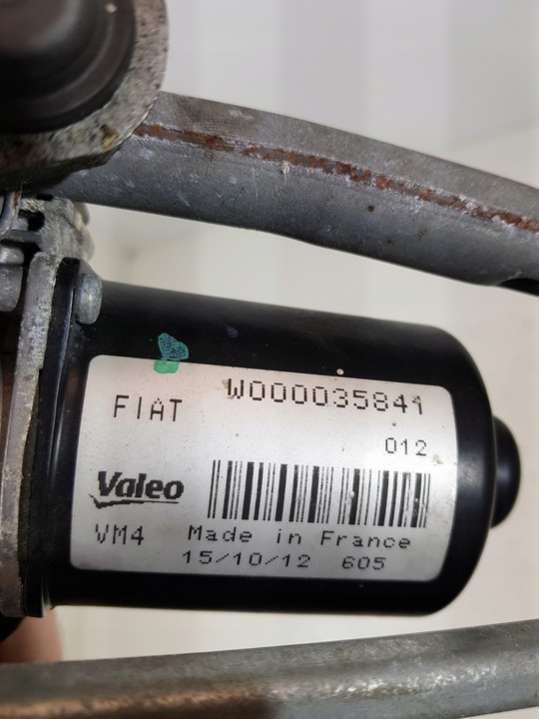 FIAT W000035841
012
Valeo
VM4 Made in France
15/10/12 605